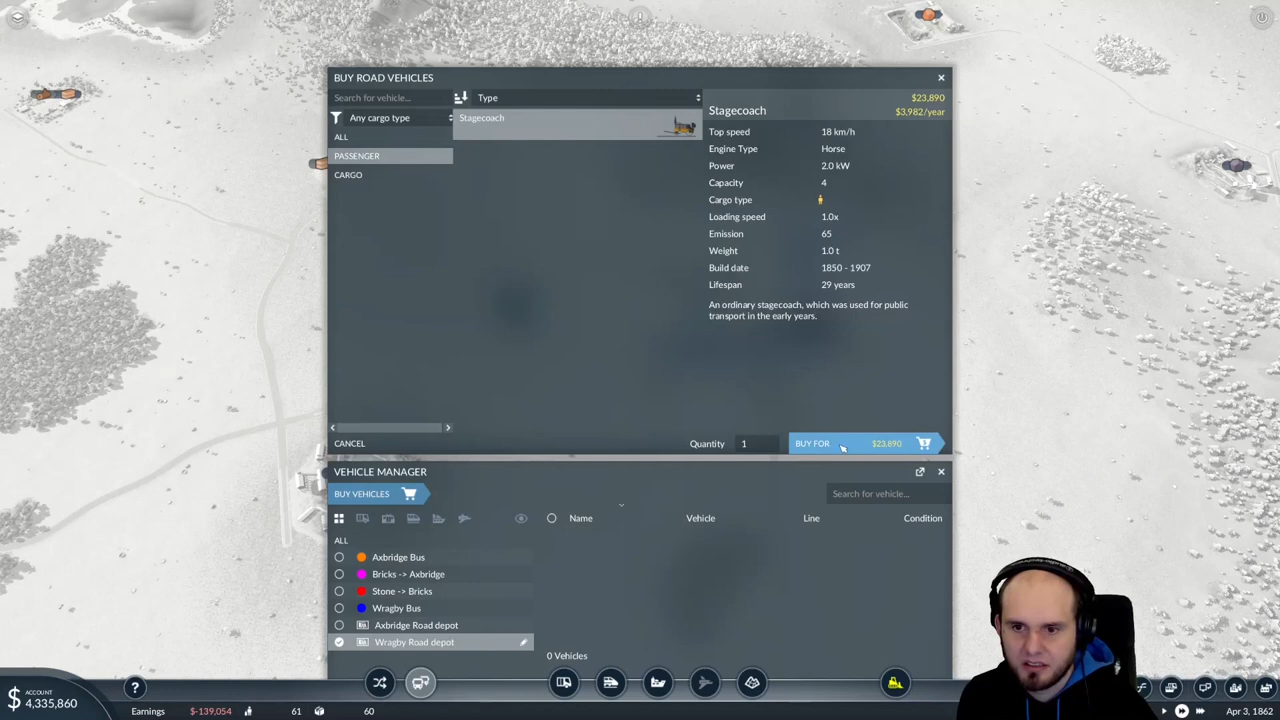 BUY ROAD VEHICLES
Search for vehicle...
Type
$23,890
Stagecoach
$3,982/year
Any cargo type
Stagecoach
ALL
PASSENGER
CARGO
Top speed 18 km/h
Engine Type Horse
Power 2.0 kW
Capacity 4
Cargo type
Loading speed 1.0x
Emission 65
Weight 1.0 t
Build date 1850 - 1907
Lifespan 29 years
An ordinary stagecoach, which was used for public
transport in the early years.
CANCEL
Quantity 1
BUY FOR $23,890
VEHICLE MANAGER
BUY VEHICLES
Search for vehicle...
Name Vehicle Line Condition
ALL
Axbridge Bus
Bricks -> Axbridge
Stone -> Bricks
Wragby Bus
Axbridge Road depot
Wragby Road depot
0 Vehicles
$ ACCOUNT
4,335,860
?
Earnings $-139,054 61 60
Apr 3, 1862